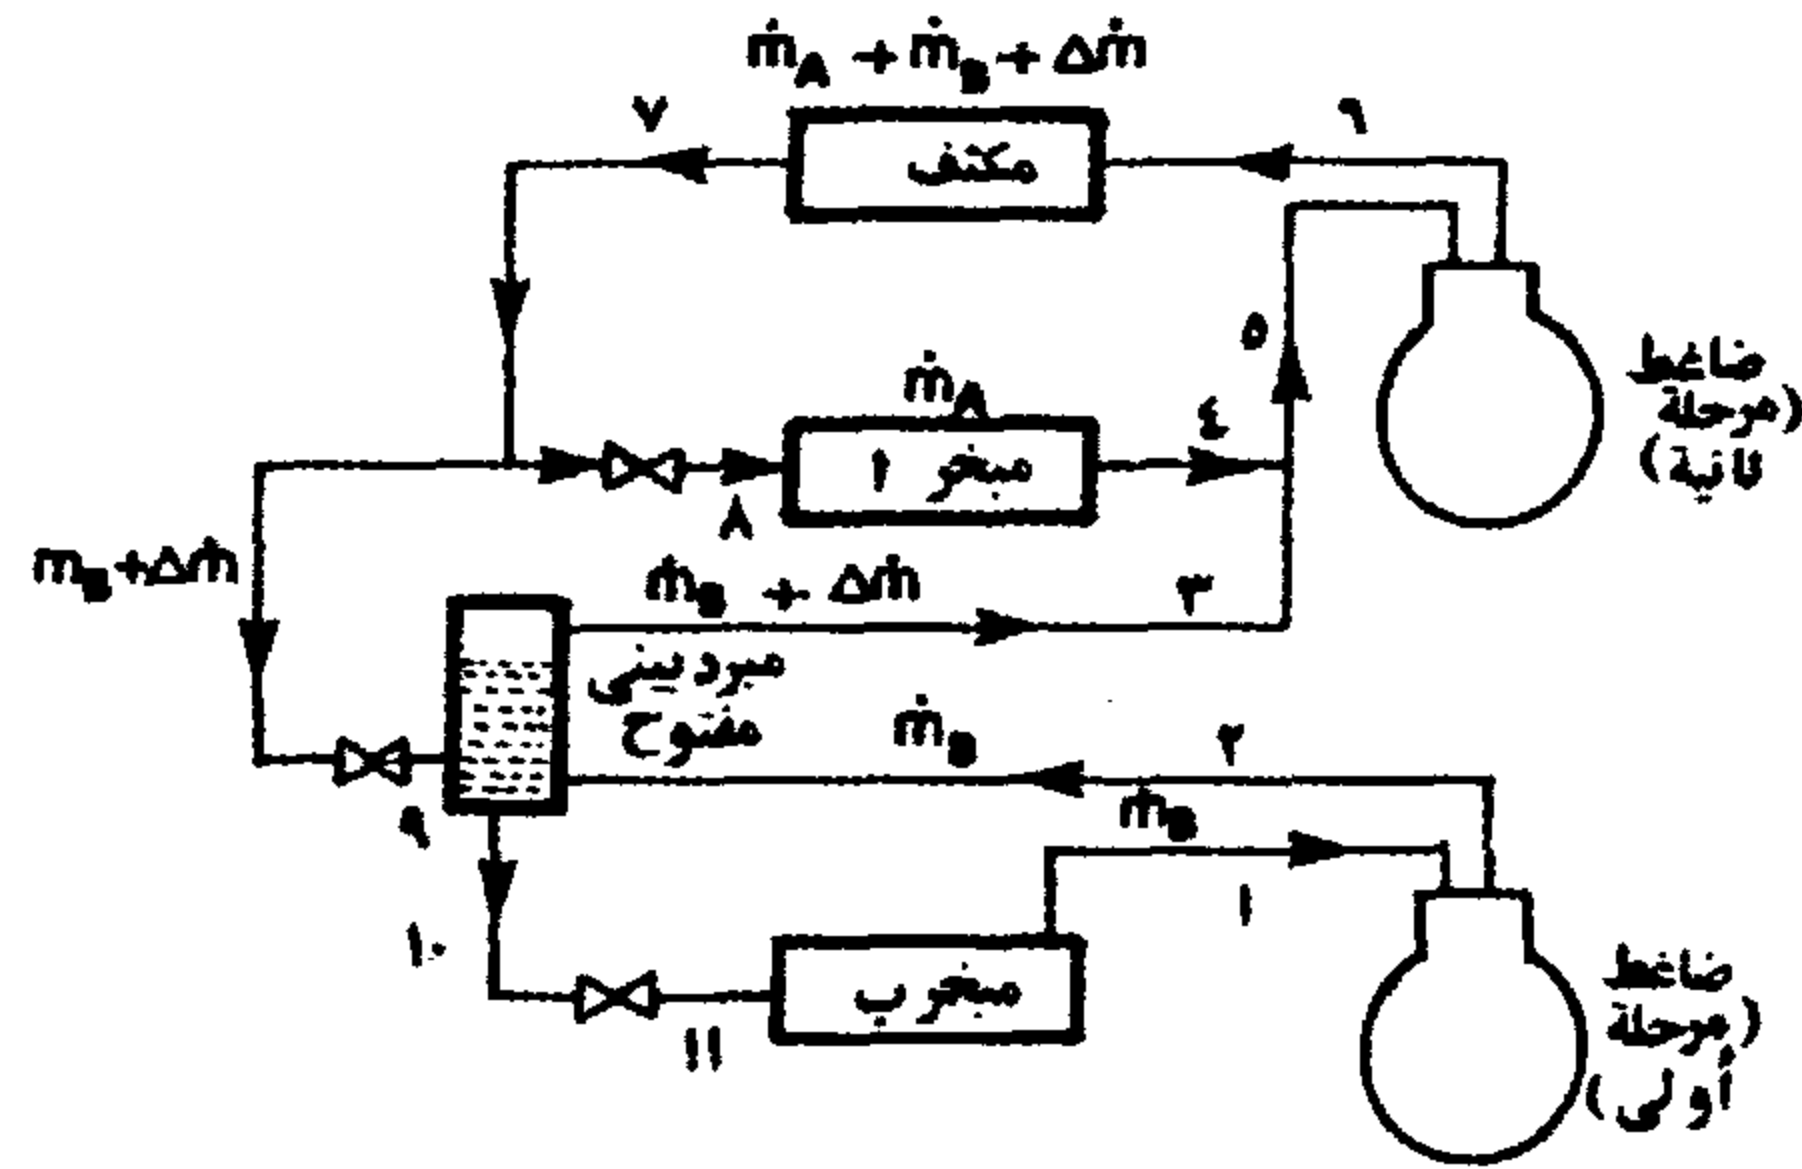 ṁA + ṁB + Δṁ
٧
٦
مكثف
ضاغط
(مرحلة
ثانية)
٥
ṁA
٤
مبخر ا
٨
ṁB + Δṁ
ṁB + Δṁ
٣
مبرد بيني
مفتوح
ṁB
٢
ṁB
٩
١
١٠
مبخر ب
١١
ضاغط
(مرحلة
أولى)